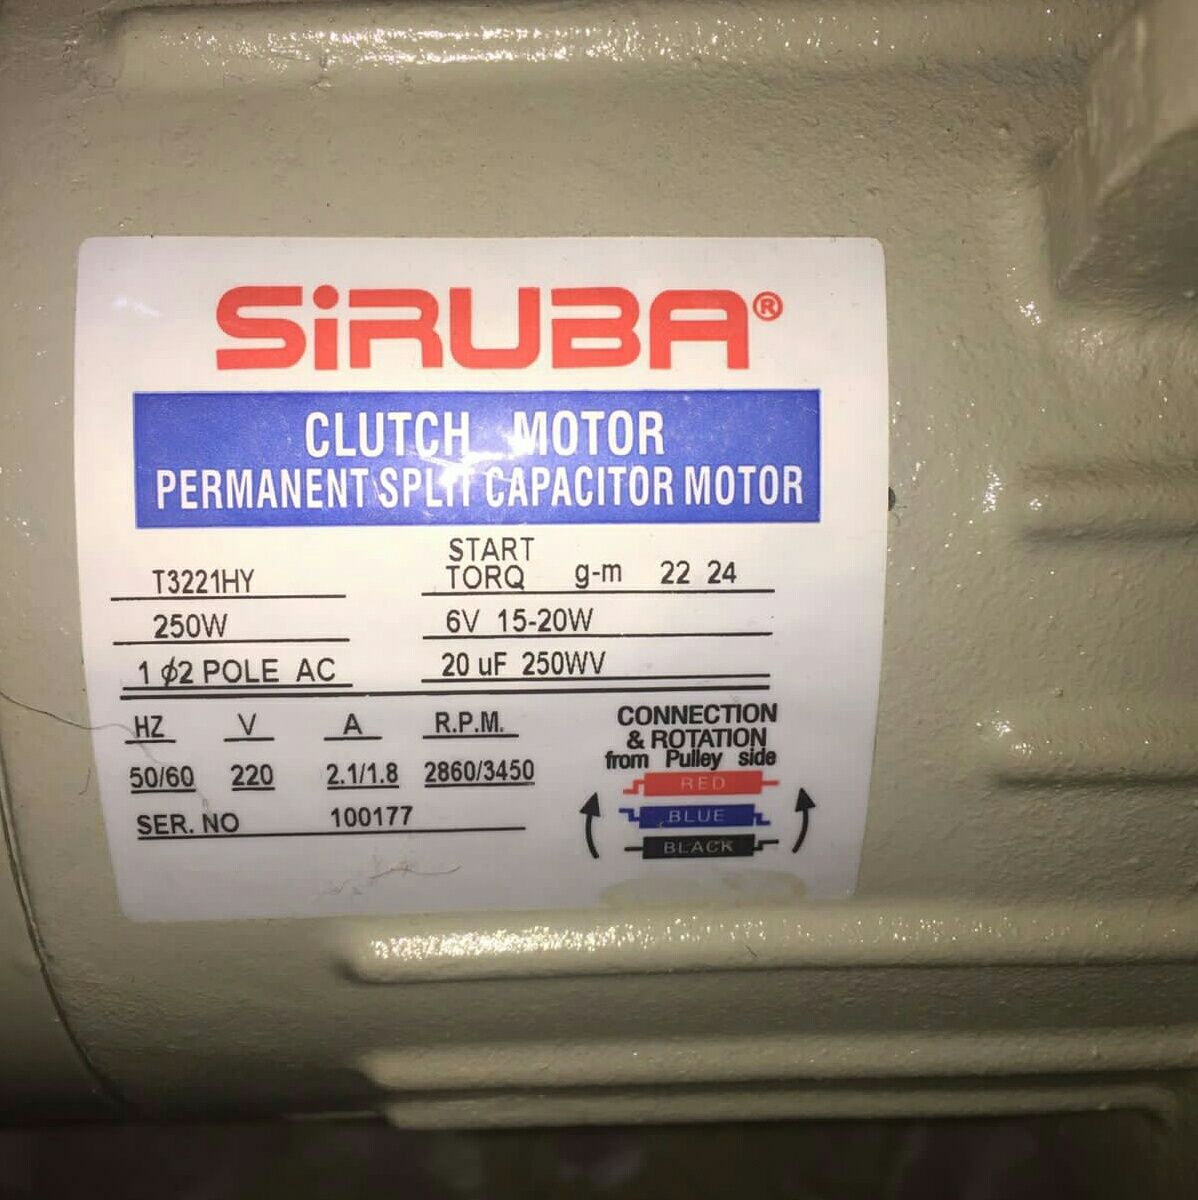 SiRUBA®
CLUTCH MOTOR
PERMANENT SPLIT CAPACITOR MOTOR
T3221HY
START
TORQ g-m 22 24
250W
6V 15-20W
1 ϕ2 POLE AC
20 uF 250WV
HZ V A R.P.M.
50/60 220 2.1/1.8 2860/3450
SER. NO 100177
CONNECTION
& ROTATION
from Pulley side
RED
BLUE
BLACK